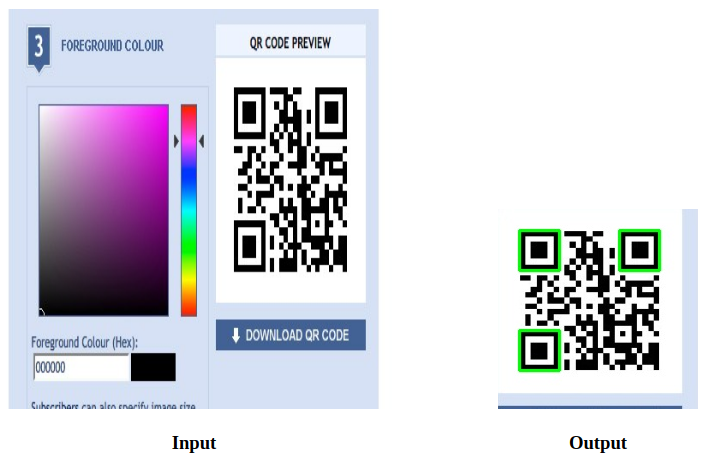 3 FOREGROUND COLOUR
QR CODE PREVIEW
DOWNLOAD QR CODE
Foreground Colour (Hex):
000000
Subscribers can also specify image size
Input
Output